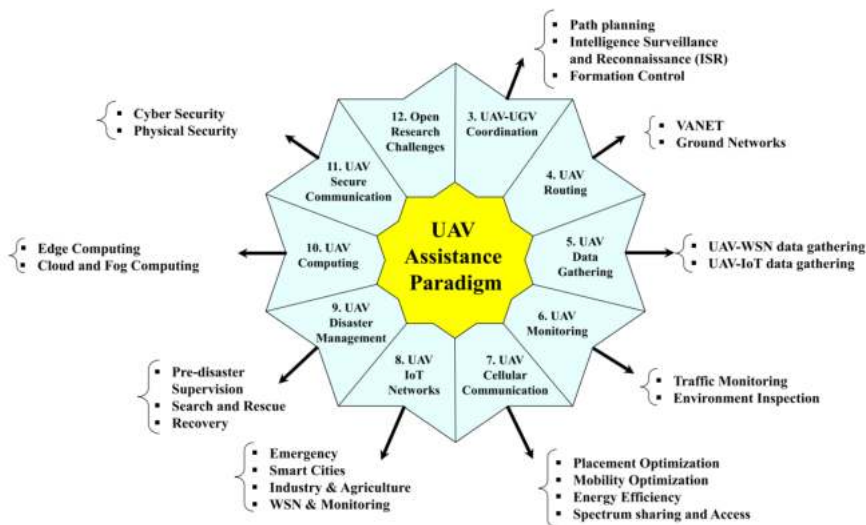 ▪ Path planning
▪ Intelligence Surveillance
and Reconnaissance (ISR)
▪ Formation Control
12. Open
Research
Challenges
3. UAV-UGV
Coordination
▪ Cyber Security
▪ Physical Security
▪ VANET
▪ Ground Networks
11. UAV
Secure
Communication
4. UAV
Routing
UAV
Assistance
Paradigm
▪ Edge Computing
▪ Cloud and Fog Computing
10. UAV
Computing
5. UAV
Data
Gathering
▪ UAV-WSN data gathering
▪ UAV-IoT data gathering
9. UAV
Disaster
Management
6. UAV
Monitoring
8. UAV
IoT
Networks
7. UAV
Cellular
Communication
▪ Pre-disaster
Supervision
▪ Search and Rescue
▪ Recovery
▪ Traffic Monitoring
▪ Environment Inspection
▪ Emergency
▪ Smart Cities
▪ Industry & Agriculture
▪ WSN & Monitoring
▪ Placement Optimization
▪ Mobility Optimization
▪ Energy Efficiency
▪ Spectrum sharing and Access